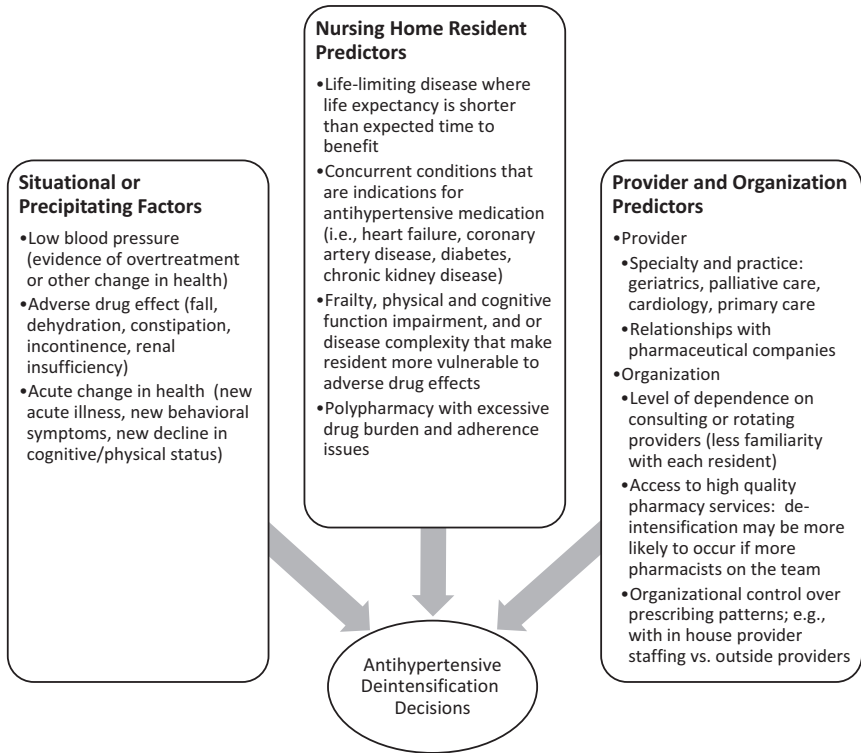 Situational or
Precipitating Factors
•Low blood pressure
(evidence of overtreatment
or other change in health)
•Adverse drug effect (fall,
dehydration, constipation,
incontinence, renal
insufficiency)
•Acute change in health  (new
acute illness, new behavioral
symptoms, new decline in
cognitive/physical status)
Nursing Home Resident
Predictors
•Life-limiting disease where
life expectancy is shorter
than expected time to
benefit
•Concurrent conditions that
are indications for
antihypertensive medication
(i.e., heart failure, coronary
artery disease, diabetes,
chronic kidney disease)
•Frailty, physical and cognitive
function impairment, and or
disease complexity that make
resident more vulnerable to
adverse drug effects
•Polypharmacy with excessive
drug burden and adherence
issues
Provider and Organization
Predictors
•Provider
•Specialty and practice:
geriatrics, palliative care,
cardiology, primary care
•Relationships with
pharmaceutical companies
•Organization
•Level of dependence on
consulting or rotating
providers (less familiarity
with each resident)
•Access to high quality
pharmacy services:  de-
intensification may be more
likely to occur if more
pharmacists on the team
•Organizational control over
prescribing patterns; e.g.,
with in house provider
staffing vs. outside providers
Antihypertensive
Deintensification
Decisions